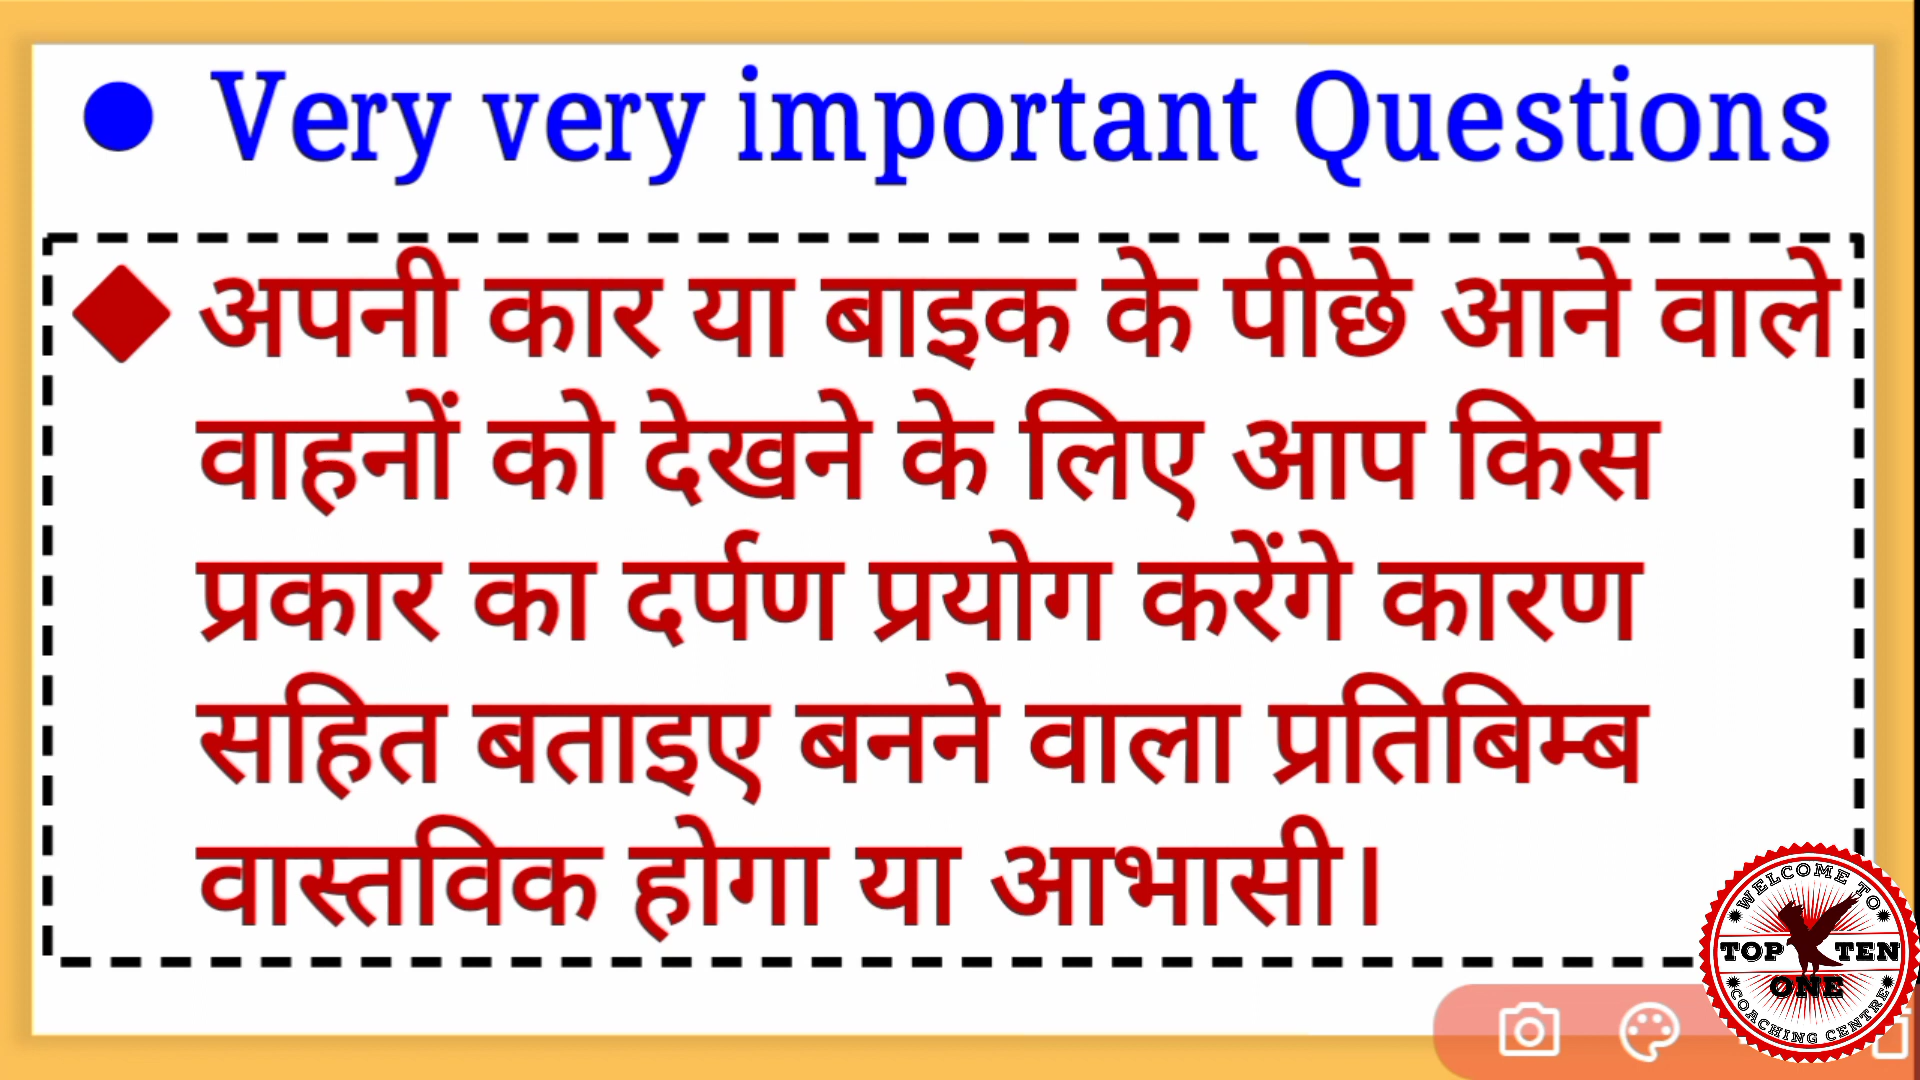 Very very important Questions
अपनी कार या बाइक के पीछे आने वाले
वाहनों को देखने के लिए आप किस
प्रकार का दर्पण प्रयोग करेंगे कारण
सहित बताइए बनने वाला प्रतिबिम्ब
वास्तविक होगा या आभासी।
WELCOME TO
TOP TEN
ONE
COACHING CENTRE